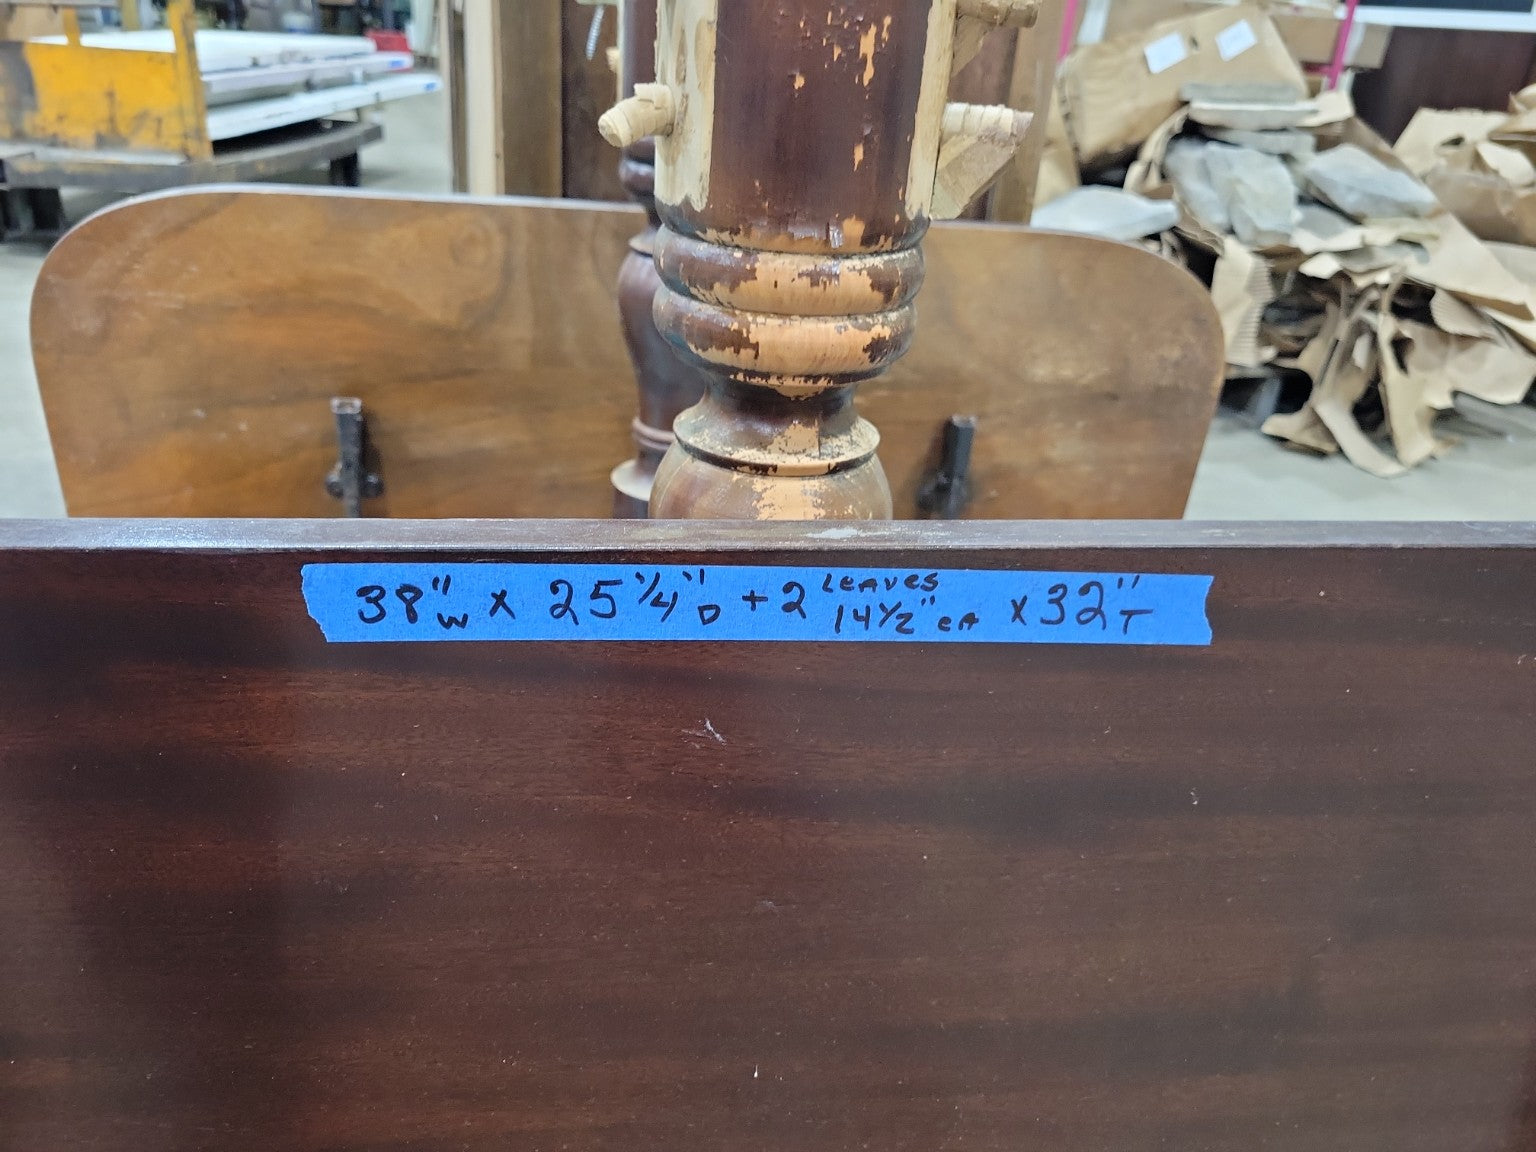 38"W x 25 1/4"D + 2 LEAVES 14 1/2" EA x 32"T